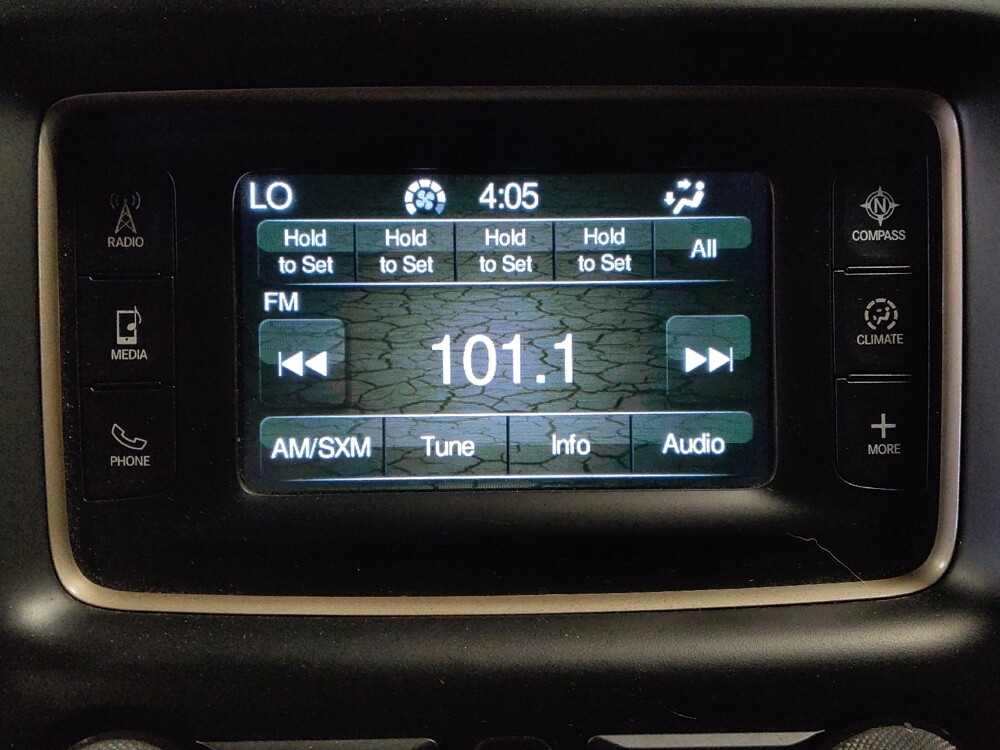 LO 4:05
Hold to Set
Hold to Set
Hold to Set
Hold to Set
All
FM
101.1
AM/SXM Tune Info Audio
RADIO
MEDIA
PHONE
N
COMPASS
CLIMATE
MORE